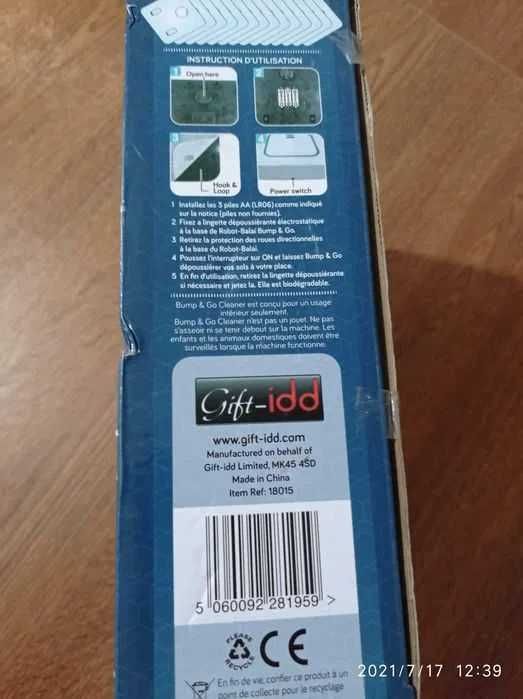 INSTRUCTION D'UTILISATION
1
Open here
2
3
Hook &
Loop
4
Power switch
1 Installez les 3 piles AA (LR06) comme indiqué
sur la notice (piles non fournies).
2 Fixez a lingette dépoussiérante électrostatique
à la base de Robot-Balai Bump & Go.
3 Retirez la protection des roues directionnelles
à la base du Robot-Balai.
4 Poussez l'interrupteur sur ON et laissez Bump & Go
dépoussiérer vos sols à votre place.
5 En fin d'utilisation, retirez la lingette dépoussiérante
si nécessaire et jetez la. Elle est biodégradable.
Bump & Go Cleaner est conçu pour un usage
intérieur seulement.
Bump & Go Cleaner n'est pas un jouet. Ne pas
s'asseoir ni se tenir debout sur la machine. Les
enfants et les animaux domestiques doivent être
surveillés lorsque la machine fonctionne.
Gift-idd
www.gift-idd.com
Manufactured on behalf of
Gift-idd Limited, MK45 4SD
Made in China
Item Ref: 18015
5 060092 281959 >
PLEASE
RECYCLE
CE
En fin de vie, confier ce produit à un
point de collecte pour le recyclage
2021/7/17 12:39